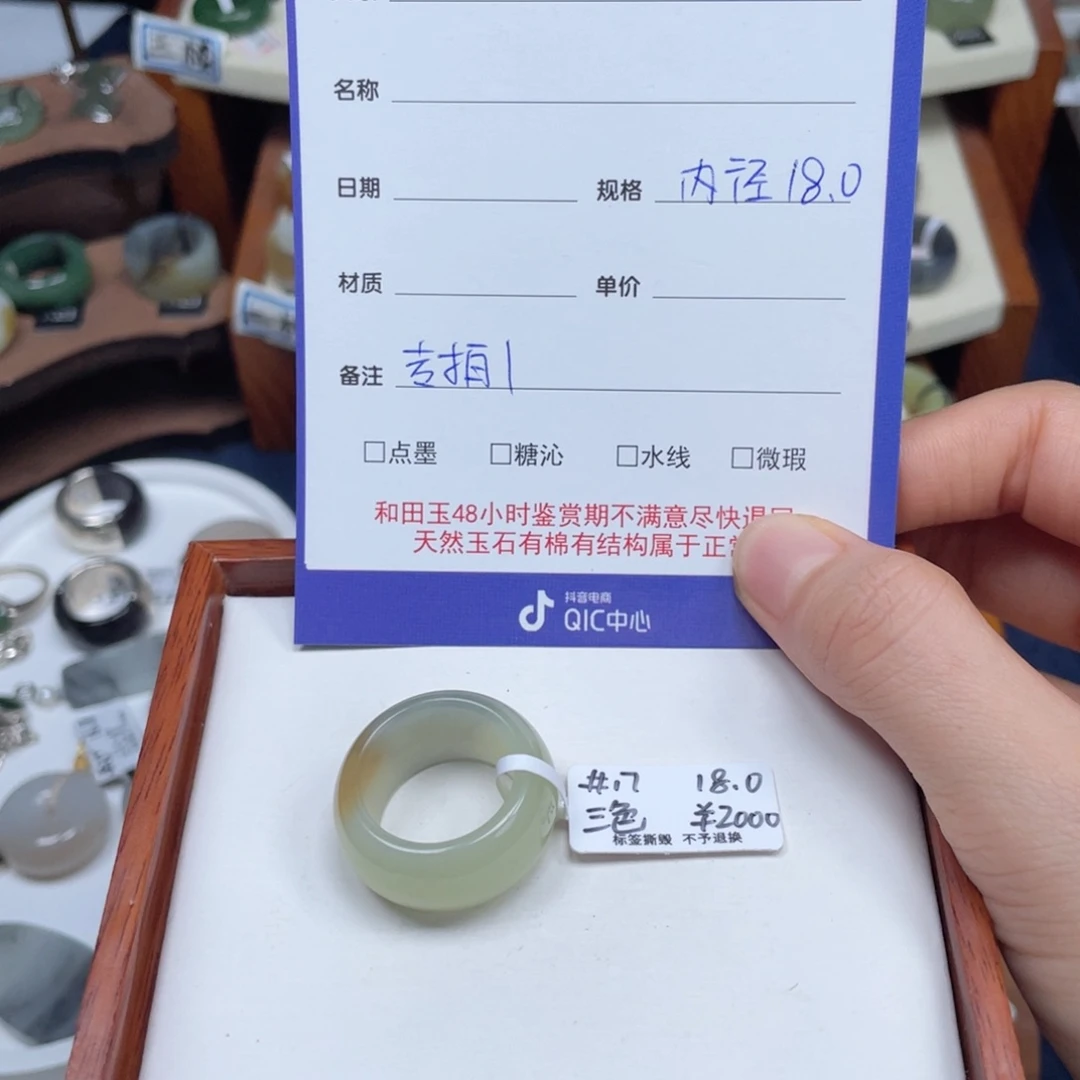 名称
日期 规格 内径18.0
材质 单价
备注 专拍1
□点墨 □糖沁 □水线 □微瑕
和田玉48小时鉴赏期不满意尽快退
天然玉石有棉有结构属于正常
抖音电商
QIC中心
#17 18.0
三色 ¥2000
标签撕毁 不予退换